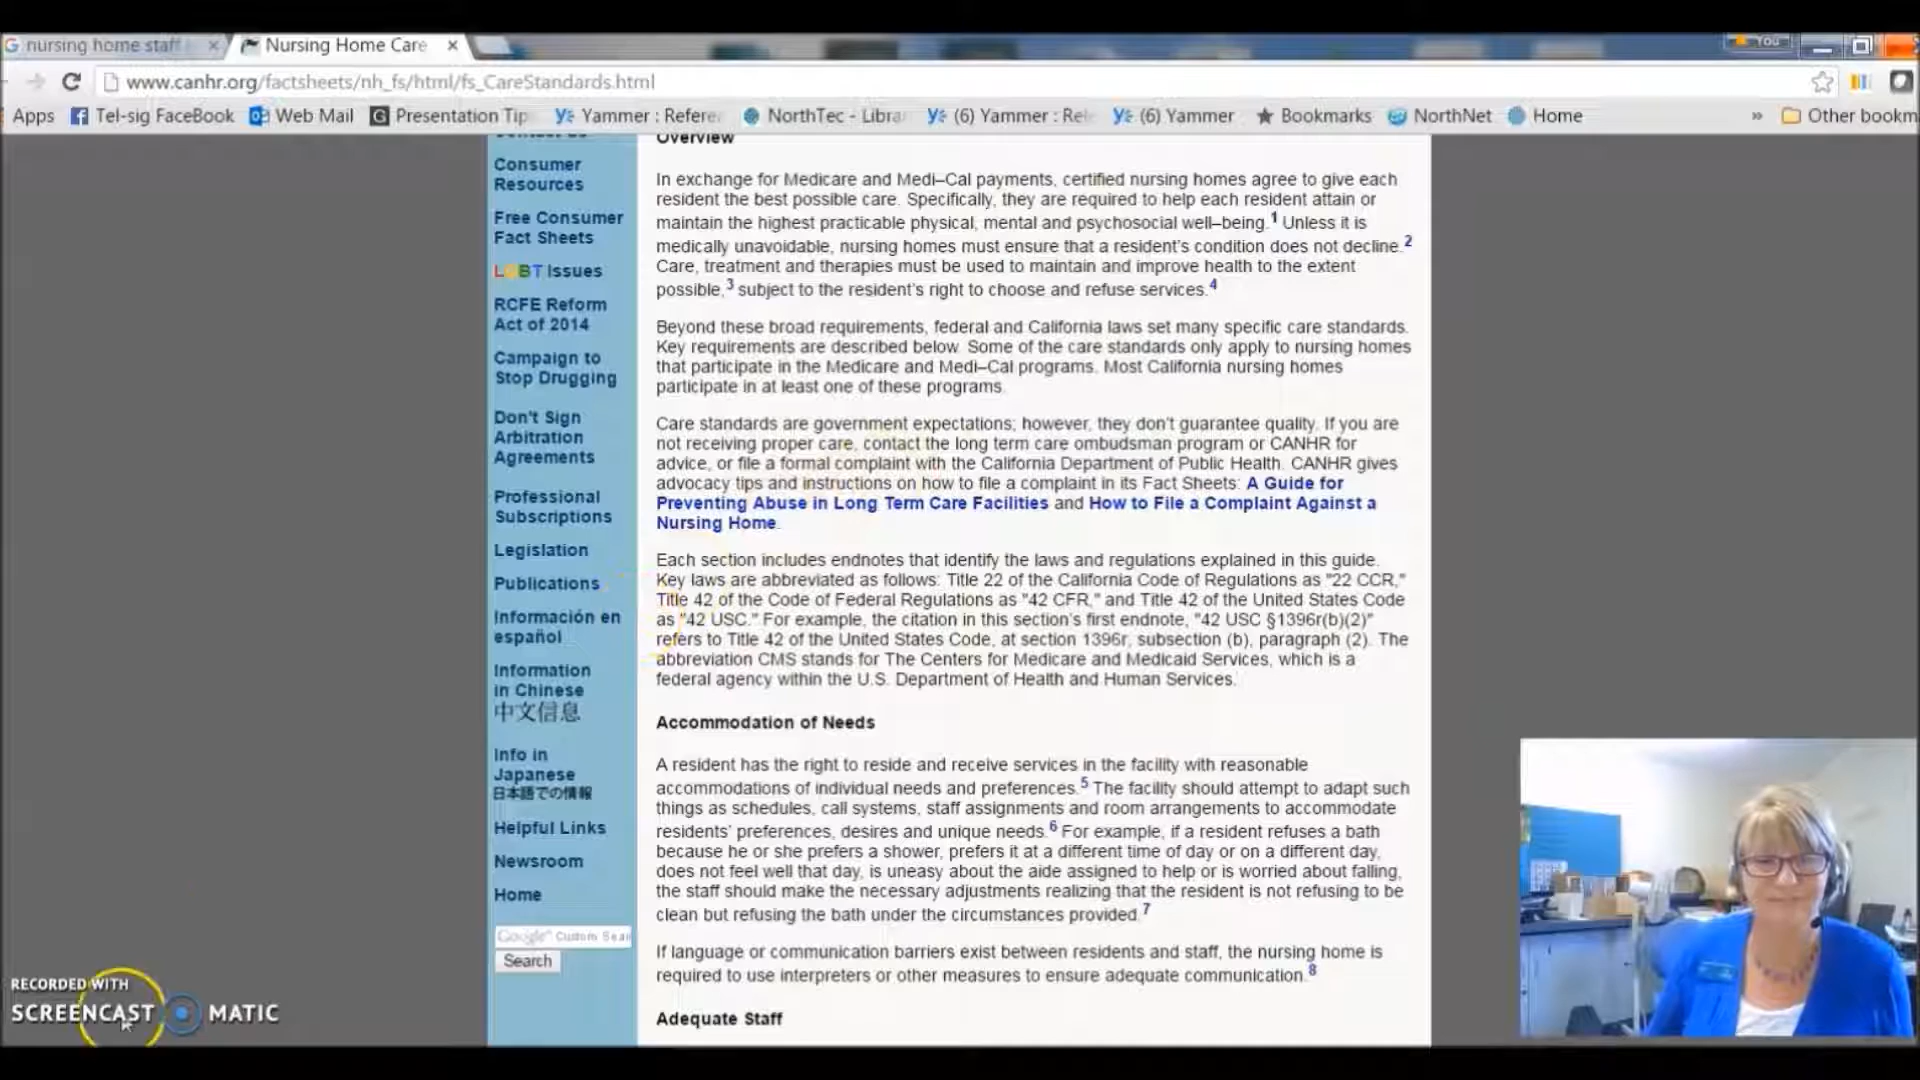 nursing home staff
Nursing Home Care
You
www.canhr.org/factsheets/nh_fs/html/fs_CareStandards.html
Apps Tel-sig FaceBook Web Mail Presentation Tip Yammer : Refere NorthTec - Libra (6) Yammer : Rel (6) Yammer Bookmarks NorthNet Home » Other bookm
Contact Us
Consumer
Resources
Free Consumer
Fact Sheets
LGBT Issues
RCFE Reform
Act of 2014
Campaign to
Stop Drugging
Don't Sign
Arbitration
Agreements
Professional
Subscriptions
Legislation
Publications
Información en
español
Information
in Chinese
中文信息
Info in
Japanese
日本語での情報
Helpful Links
Newsroom
Home
Google Custom Sear
Search
Overview
In exchange for Medicare and Medi–Cal payments, certified nursing homes agree to give each
resident the best possible care. Specifically, they are required to help each resident attain or
maintain the highest practicable physical, mental and psychosocial well–being.1 Unless it is
medically unavoidable, nursing homes must ensure that a resident's condition does not decline.2
Care, treatment and therapies must be used to maintain and improve health to the extent
possible,3 subject to the resident's right to choose and refuse services.4
Beyond these broad requirements, federal and California laws set many specific care standards.
Key requirements are described below. Some of the care standards only apply to nursing homes
that participate in the Medicare and Medi–Cal programs. Most California nursing homes
participate in at least one of these programs.
Care standards are government expectations; however, they don't guarantee quality. If you are
not receiving proper care, contact the long term care ombudsman program or CANHR for
advice, or file a formal complaint with the California Department of Public Health. CANHR gives
advocacy tips and instructions on how to file a complaint in its Fact Sheets: A Guide for
Preventing Abuse in Long Term Care Facilities and How to File a Complaint Against a
Nursing Home.
Each section includes endnotes that identify the laws and regulations explained in this guide.
Key laws are abbreviated as follows: Title 22 of the California Code of Regulations as "22 CCR,"
Title 42 of the Code of Federal Regulations as "42 CFR," and Title 42 of the United States Code
as "42 USC." For example, the citation in this section's first endnote, "42 USC §1396r(b)(2)"
refers to Title 42 of the United States Code, at section 1396r, subsection (b), paragraph (2). The
abbreviation CMS stands for The Centers for Medicare and Medicaid Services, which is a
federal agency within the U.S. Department of Health and Human Services.
Accommodation of Needs
A resident has the right to reside and receive services in the facility with reasonable
accommodations of individual needs and preferences.5 The facility should attempt to adapt such
things as schedules, call systems, staff assignments and room arrangements to accommodate
residents' preferences, desires and unique needs.6 For example, if a resident refuses a bath
because he or she prefers a shower, prefers it at a different time of day or on a different day,
does not feel well that day, is uneasy about the aide assigned to help or is worried about falling,
the staff should make the necessary adjustments realizing that the resident is not refusing to be
clean but refusing the bath under the circumstances provided.7
If language or communication barriers exist between residents and staff, the nursing home is
required to use interpreters or other measures to ensure adequate communication.8
Adequate Staff
RECORDED WITH
SCREENCAST MATIC